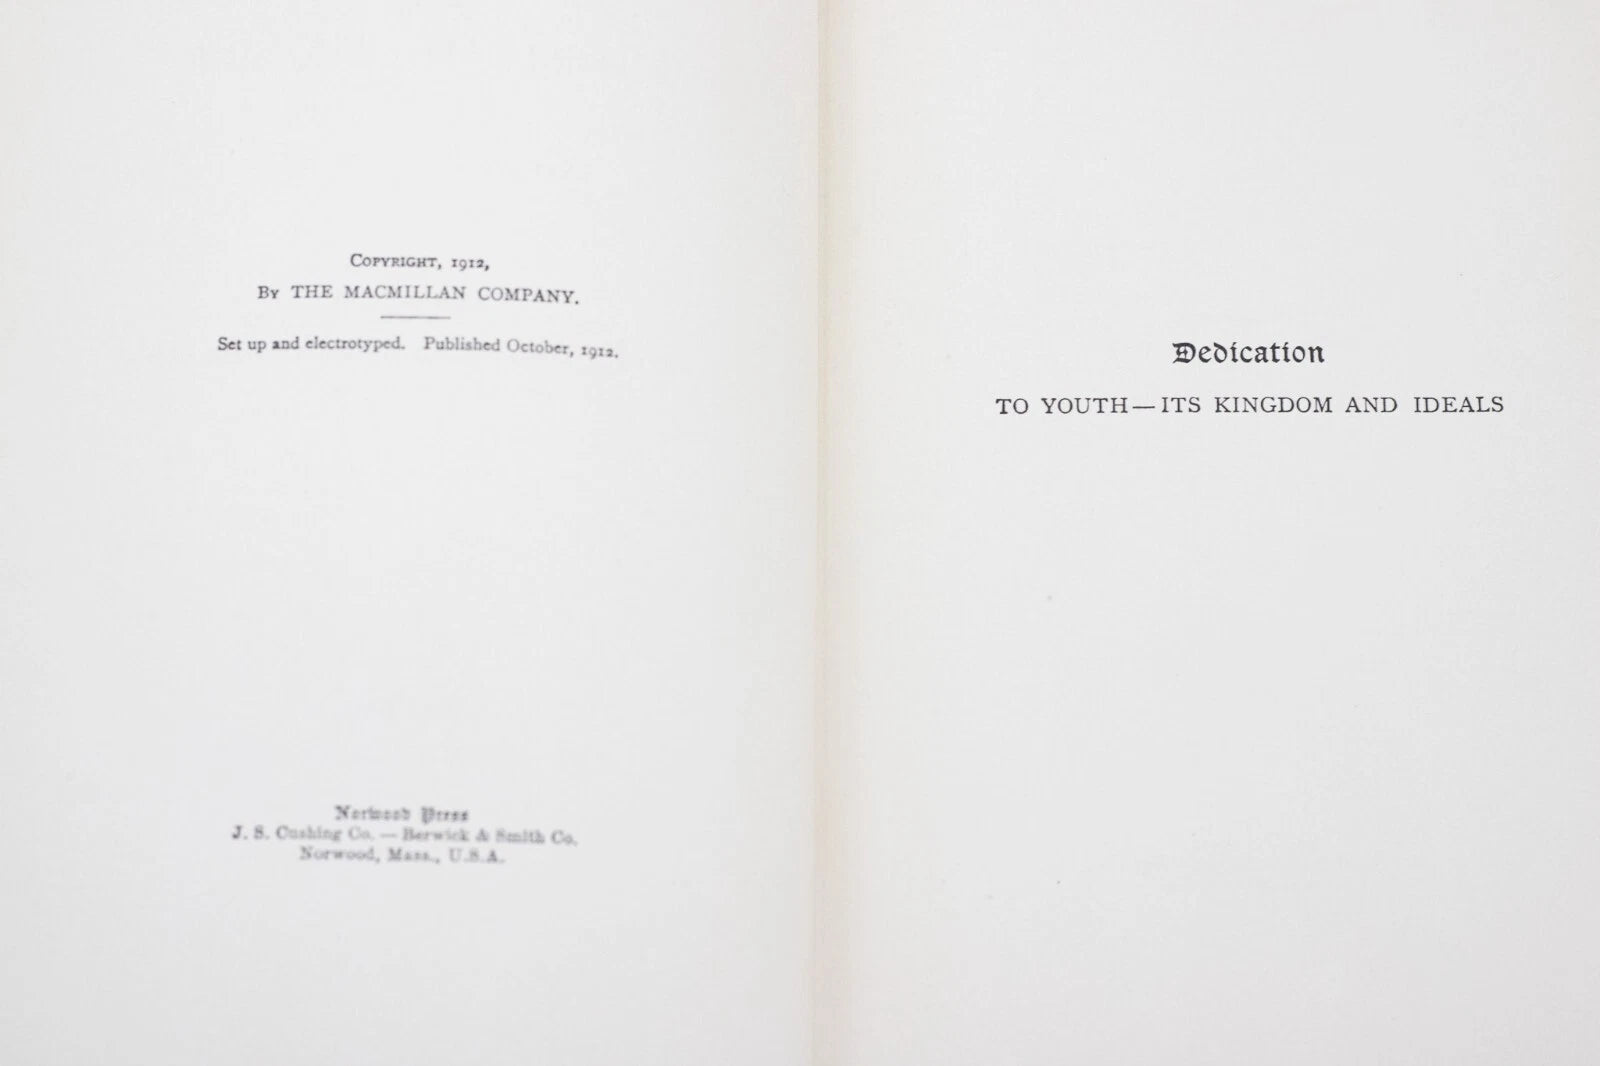 Copyright, 1912,
By THE MACMILLAN COMPANY.
Set up and electrotyped. Published October, 1912.
Norwood Press
J. S. Cushing Co. — Berwick & Smith Co.
Norwood, Mass., U.S.A.
Dedication
TO YOUTH — ITS KINGDOM AND IDEALS